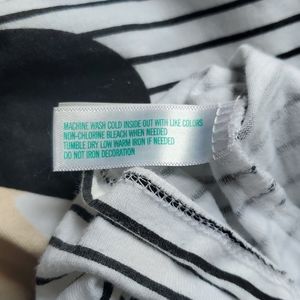 MACHINE WASH COLD INSIDE OUT WITH LIKE COLORS
NON-CHLORINE BLEACH WHEN NEEDED
TUMBLE DRY LOW WARM IRON IF NEEDED
DO NOT IRON DECORATION